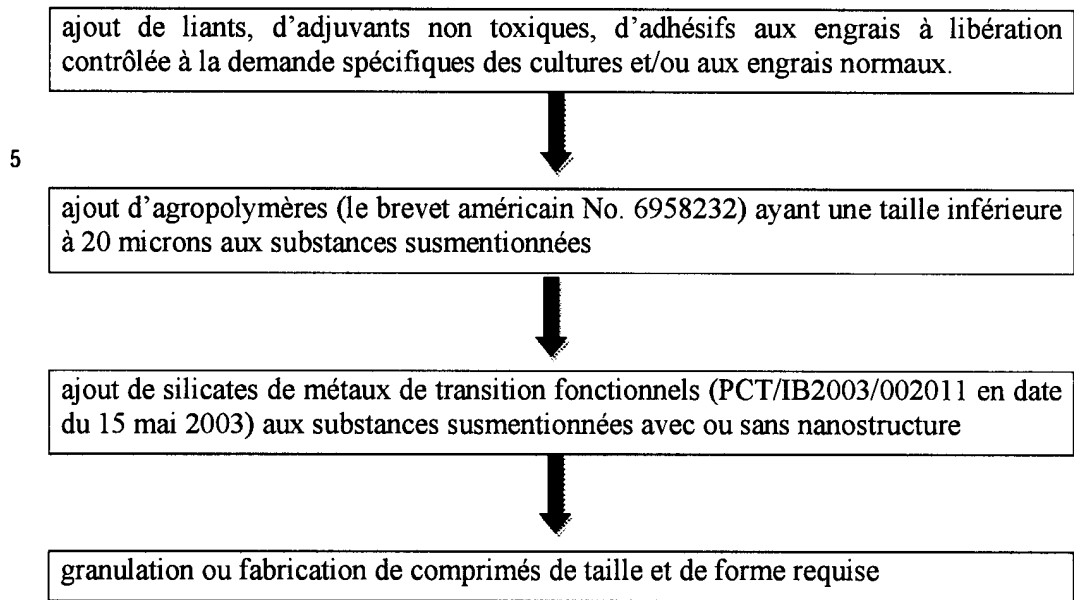 ajout de liants, d'adjuvants non toxiques, d'adhésifs aux engrais à libération
contrôlée à la demande spécifiques des cultures et/ou aux engrais normaux.
5
ajout d'agropolymères (le brevet américain No. 6958232) ayant une taille inférieure
à 20 microns aux substances susmentionnées
ajout de silicates de métaux de transition fonctionnels (PCT/IB2003/002011 en date
du 15 mai 2003) aux substances susmentionnées avec ou sans nanostructure
granulation ou fabrication de comprimés de taille et de forme requise